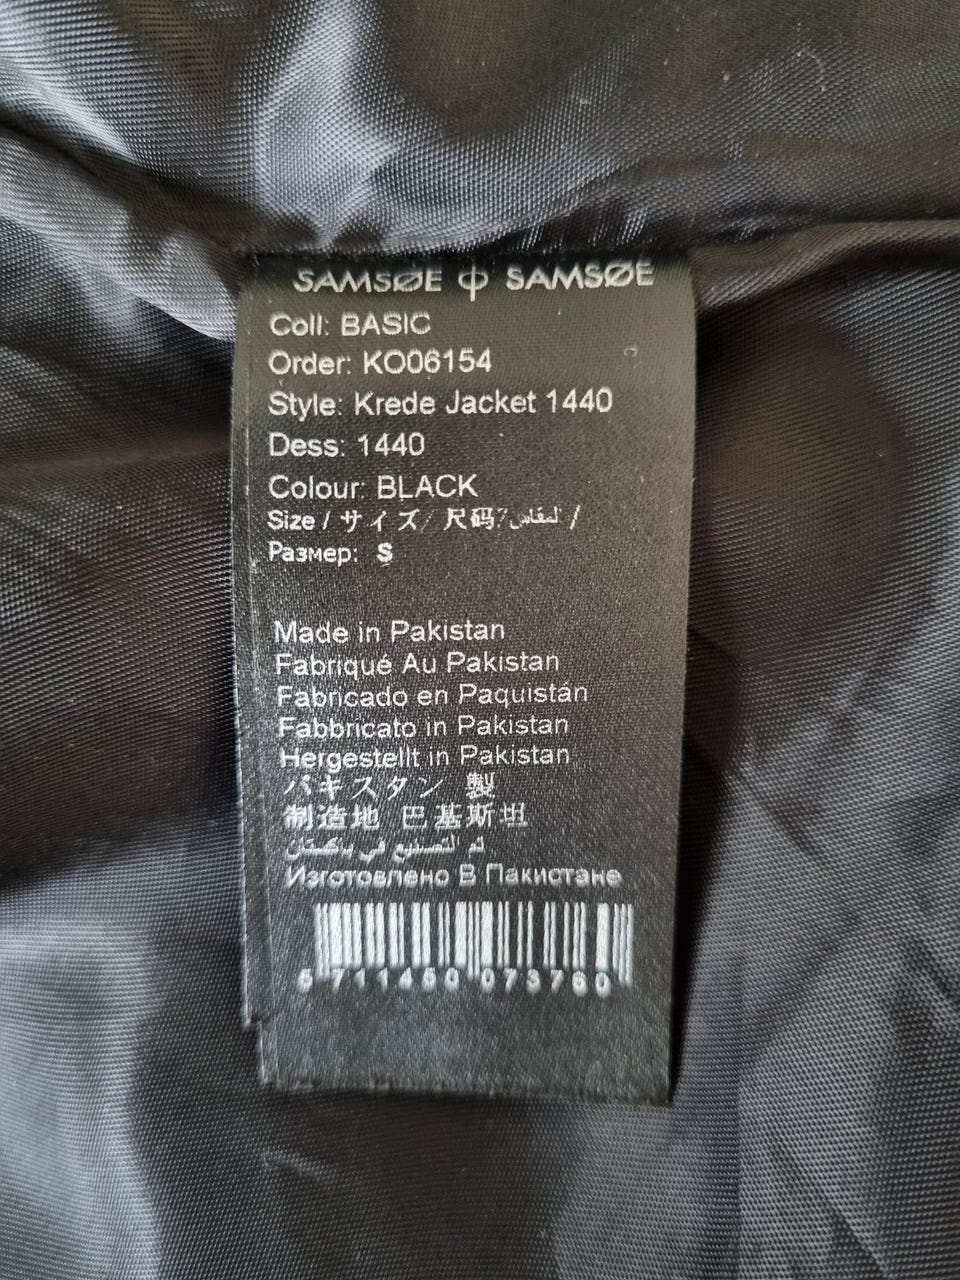 SAMSØE φ SAMSØE
Coll: BASIC
Order: KO06154
Style: Krede Jacket 1440
Dess: 1440
Colour: BLACK
Size / サイズ/ 尺码/ المقاس /
Размер: S
Made in Pakistan
Fabriqué Au Pakistan
Fabricado en Paquistán
Fabbricato in Pakistan
Hergestellt in Pakistan
パキスタン 製
制造地 巴基斯坦
تم التصنيع في باكستان
Изготовлено В Пакистане